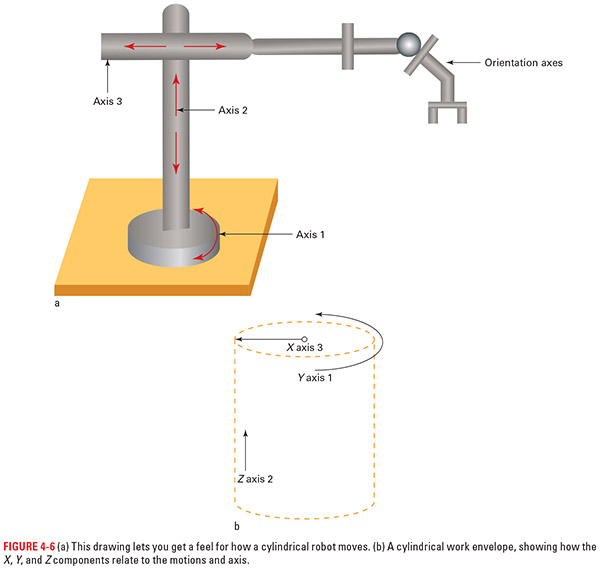 Orientation axes
Axis 3
Axis 2
Axis 1
a
X axis 3
Y axis 1
Z axis 2
b
FIGURE 4-6 (a) This drawing lets you get a feel for how a cylindrical robot moves. (b) A cylindrical work envelope, showing how the
X, Y, and Z components relate to the motions and axis.